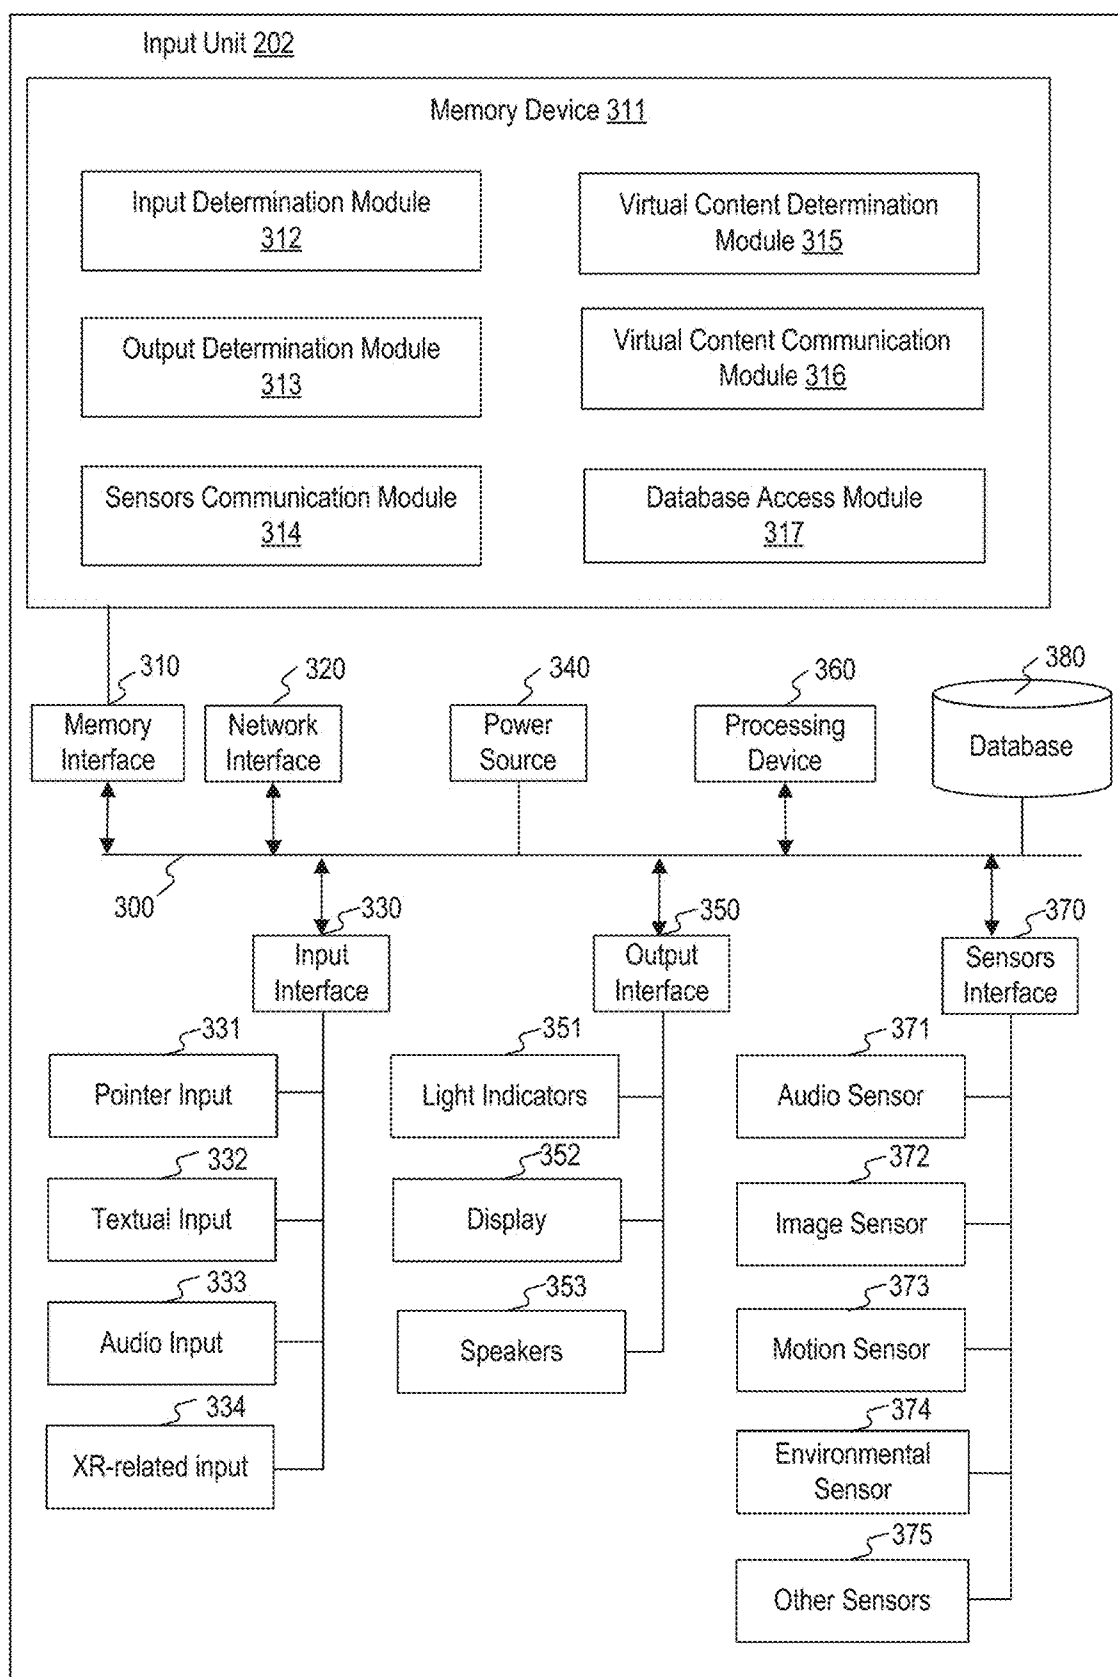 Input Unit 202
Memory Device 311
Input Determination Module
312
Virtual Content Determination
Module 315
Output Determination Module
313
Virtual Content Communication
Module 316
Sensors Communication Module
314
Database Access Module
317
310
320
340
360
380
Memory
Interface
Network
Interface
Power
Source
Processing
Device
Database
300
330
350
370
Input
Interface
Output
Interface
Sensors
Interface
331
Pointer Input
332
Textual Input
333
Audio Input
334
XR-related input
351
Light Indicators
352
Display
353
Speakers
371
Audio Sensor
372
Image Sensor
373
Motion Sensor
374
Environmental
Sensor
375
Other Sensors